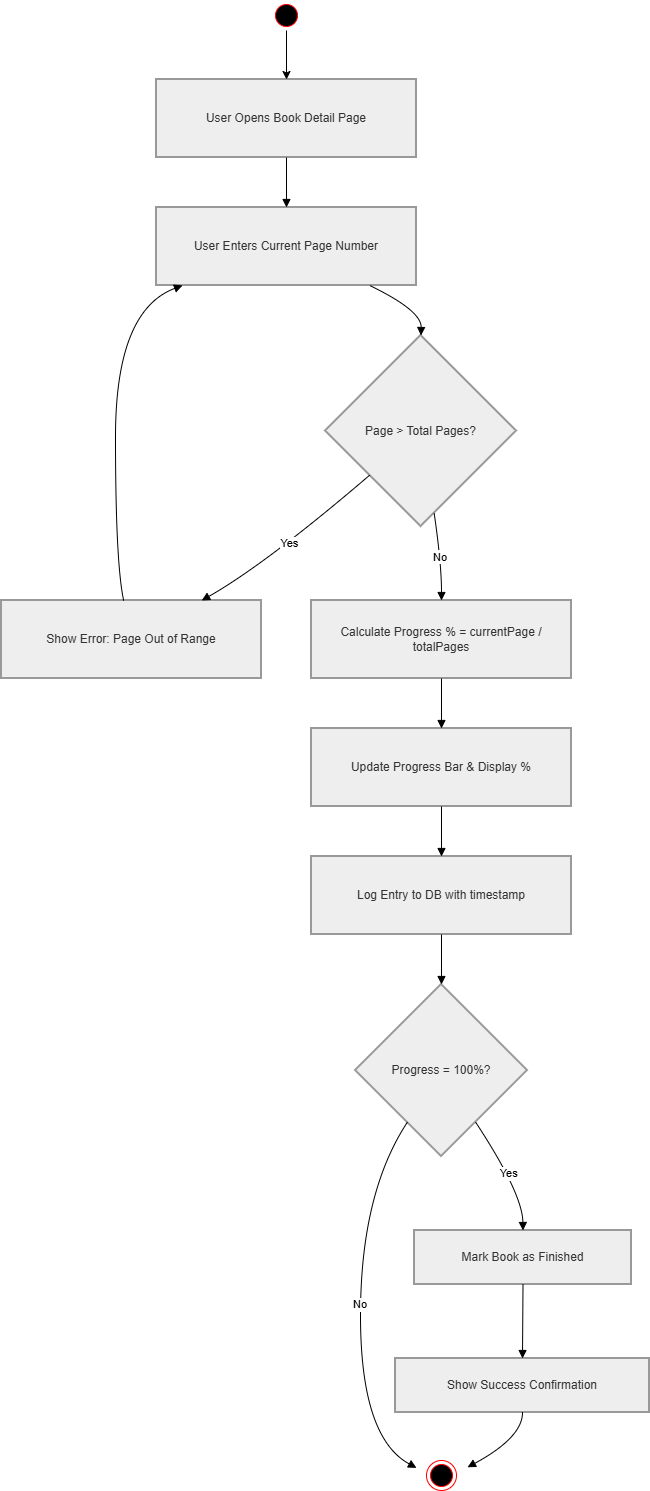 User Opens Book Detail Page
User Enters Current Page Number
Page > Total Pages?
Yes
No
Show Error: Page Out of Range
Calculate Progress % = currentPage /
totalPages
Update Progress Bar & Display %
Log Entry to DB with timestamp
Progress = 100%?
Yes
Mark Book as Finished
No
Show Success Confirmation